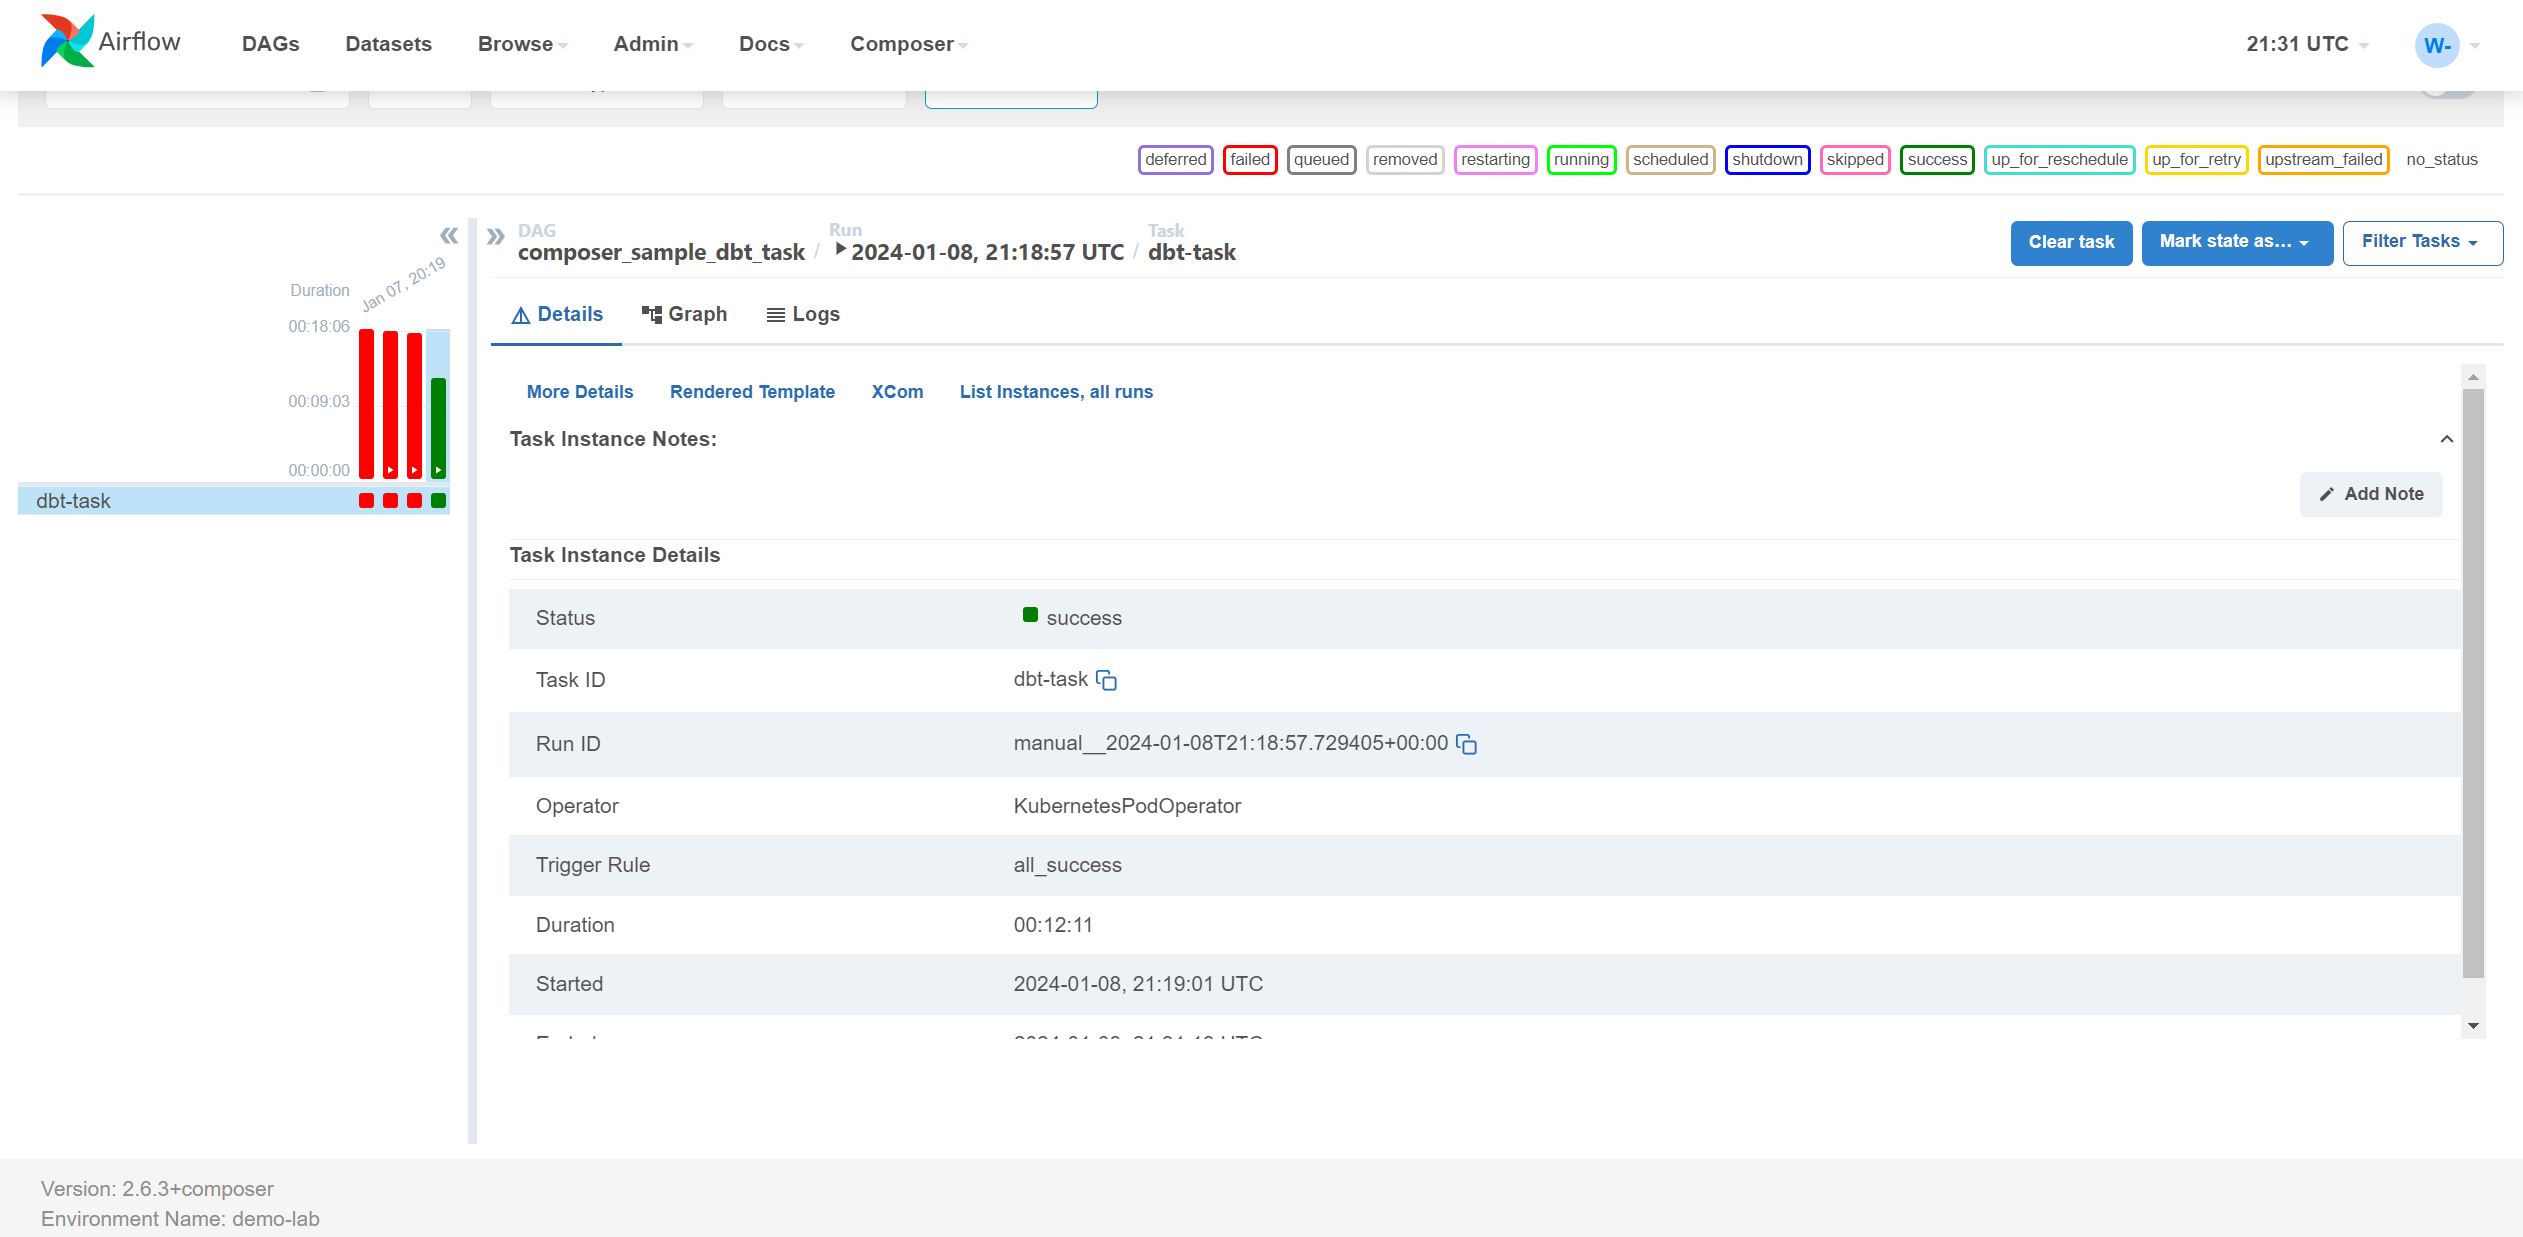 Airflow DAGs Datasets Browse Admin Docs Composer 21:31 UTC W-
deferred failed queued removed restarting running scheduled shutdown skipped success up_for_reschedule up_for_retry upstream_failed no_status
DAG Run Task
composer_sample_dbt_task / 2024-01-08, 21:18:57 UTC / dbt-task
Clear task Mark state as... Filter Tasks
Jan 07, 20:19
Duration
00:18:06
00:09:03
00:00:00
dbt-task
Details Graph Logs
More Details Rendered Template XCom List Instances, all runs
Task Instance Notes:
Add Note
Task Instance Details
Status success
Task ID dbt-task
Run ID manual__2024-01-08T21:18:57.729405+00:00
Operator KubernetesPodOperator
Trigger Rule all_success
Duration 00:12:11
Started 2024-01-08, 21:19:01 UTC
Version: 2.6.3+composer
Environment Name: demo-lab